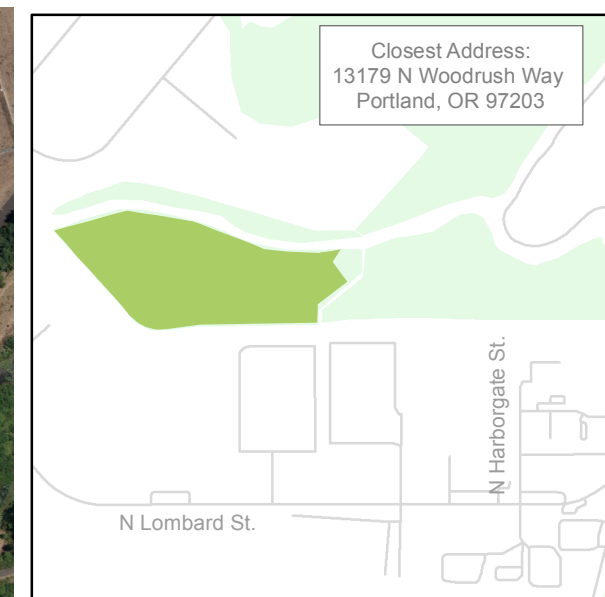 Closest Address:
13179 N Woodrush Way
Portland, OR 97203
N Harborgate St.
N Lombard St.